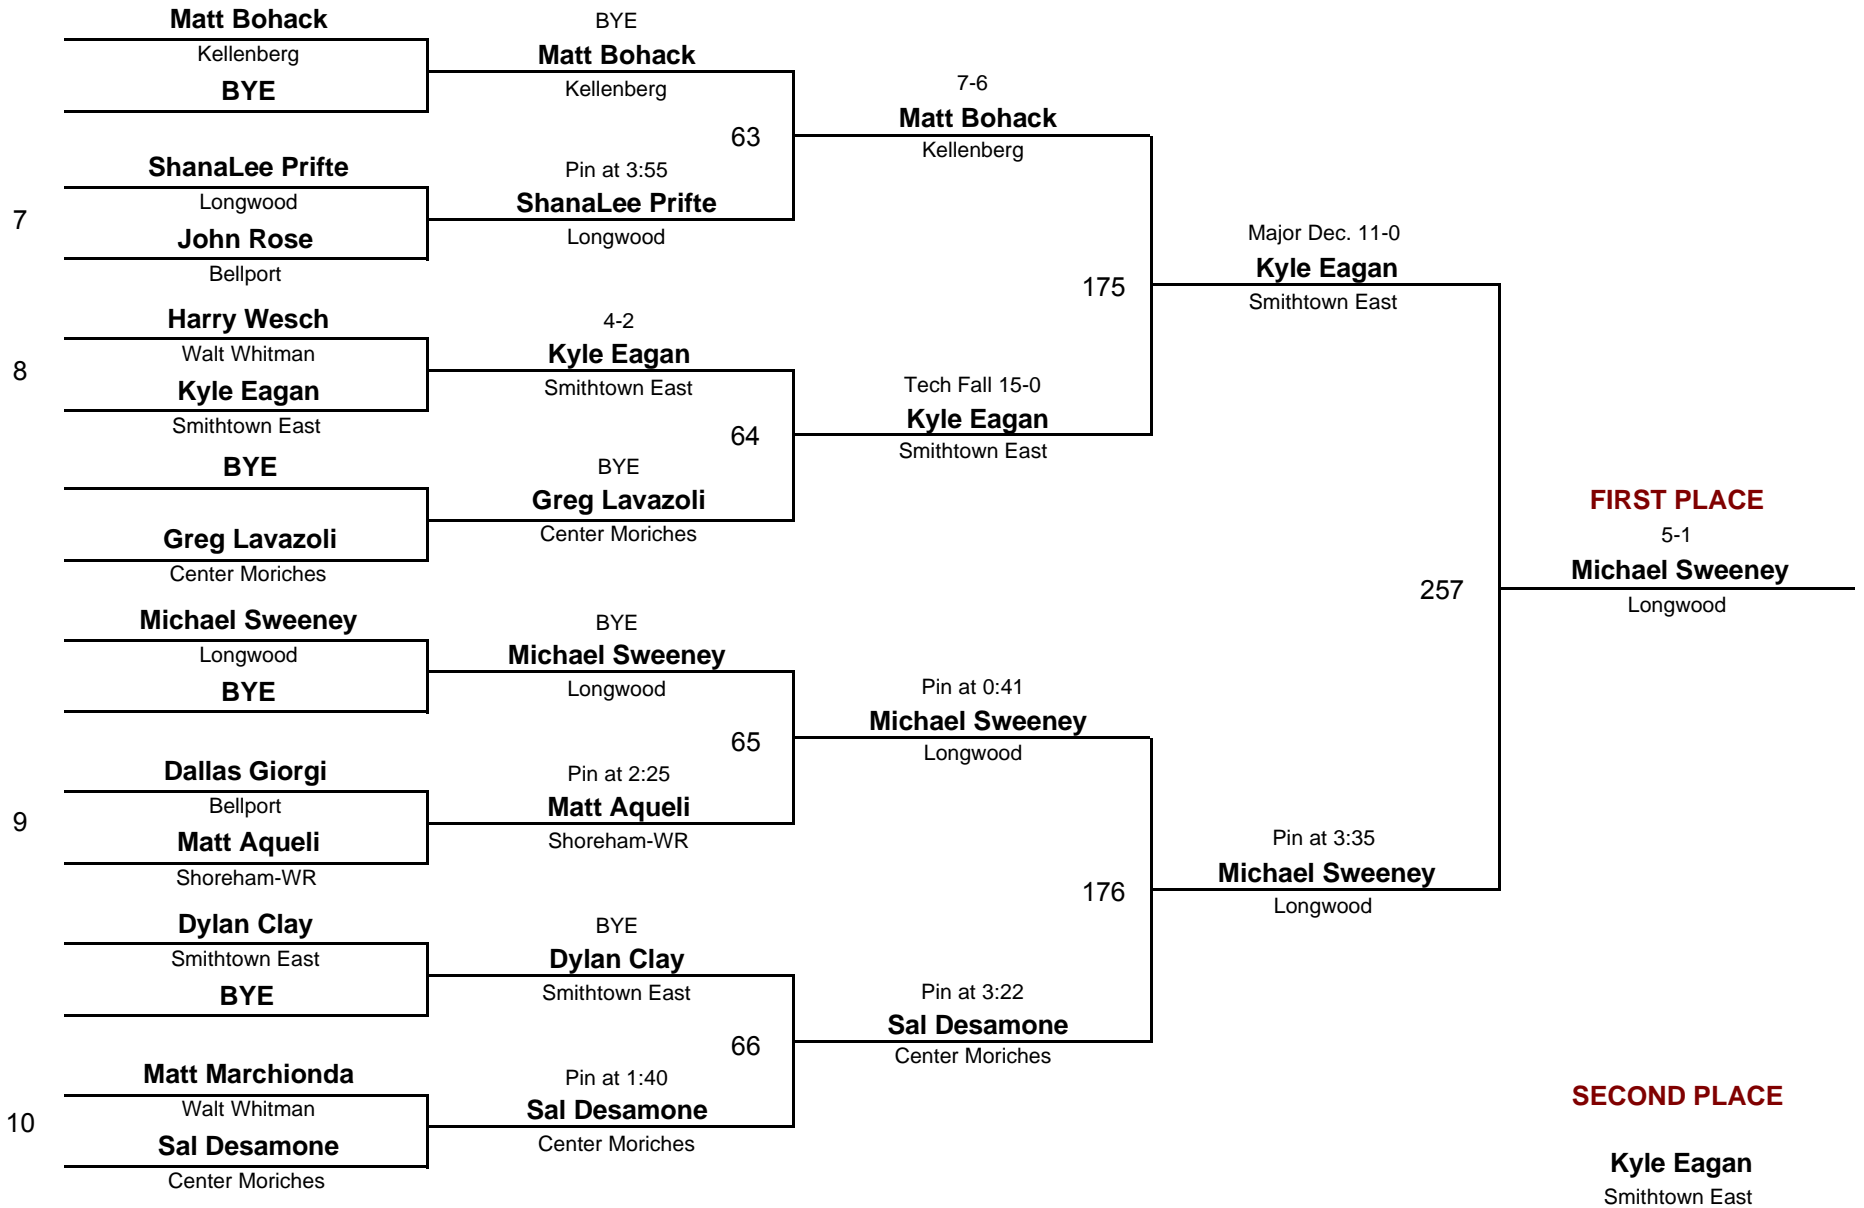 Matt Bohack
Kellenberg
BYE
7
ShanaLee Prifte
Longwood
John Rose
Bellport
8
Harry Wesch
Walt Whitman
Kyle Eagan
Smithtown East
BYE
Greg Lavazoli
Center Moriches
Michael Sweeney
Longwood
BYE
9
Dallas Giorgi
Bellport
Matt Aqueli
Shoreham-WR
Dylan Clay
Smithtown East
BYE
10
Matt Marchionda
Walt Whitman
Sal Desamone
Center Moriches
BYE
Matt Bohack
Kellenberg
63
Pin at 3:55
ShanaLee Prifte
Longwood
4-2
Kyle Eagan
Smithtown East
64
BYE
Greg Lavazoli
Center Moriches
BYE
Michael Sweeney
Longwood
65
Pin at 2:25
Matt Aqueli
Shoreham-WR
BYE
Dylan Clay
Smithtown East
66
Pin at 1:40
Sal Desamone
Center Moriches
7-6
Matt Bohack
Kellenberg
175
Tech Fall 15-0
Kyle Eagan
Smithtown East
Pin at 0:41
Michael Sweeney
Longwood
176
Pin at 3:22
Sal Desamone
Center Moriches
Major Dec. 11-0
Kyle Eagan
Smithtown East
257
Pin at 3:35
Michael Sweeney
Longwood
FIRST PLACE
5-1
Michael Sweeney
Longwood
SECOND PLACE
Kyle Eagan
Smithtown East